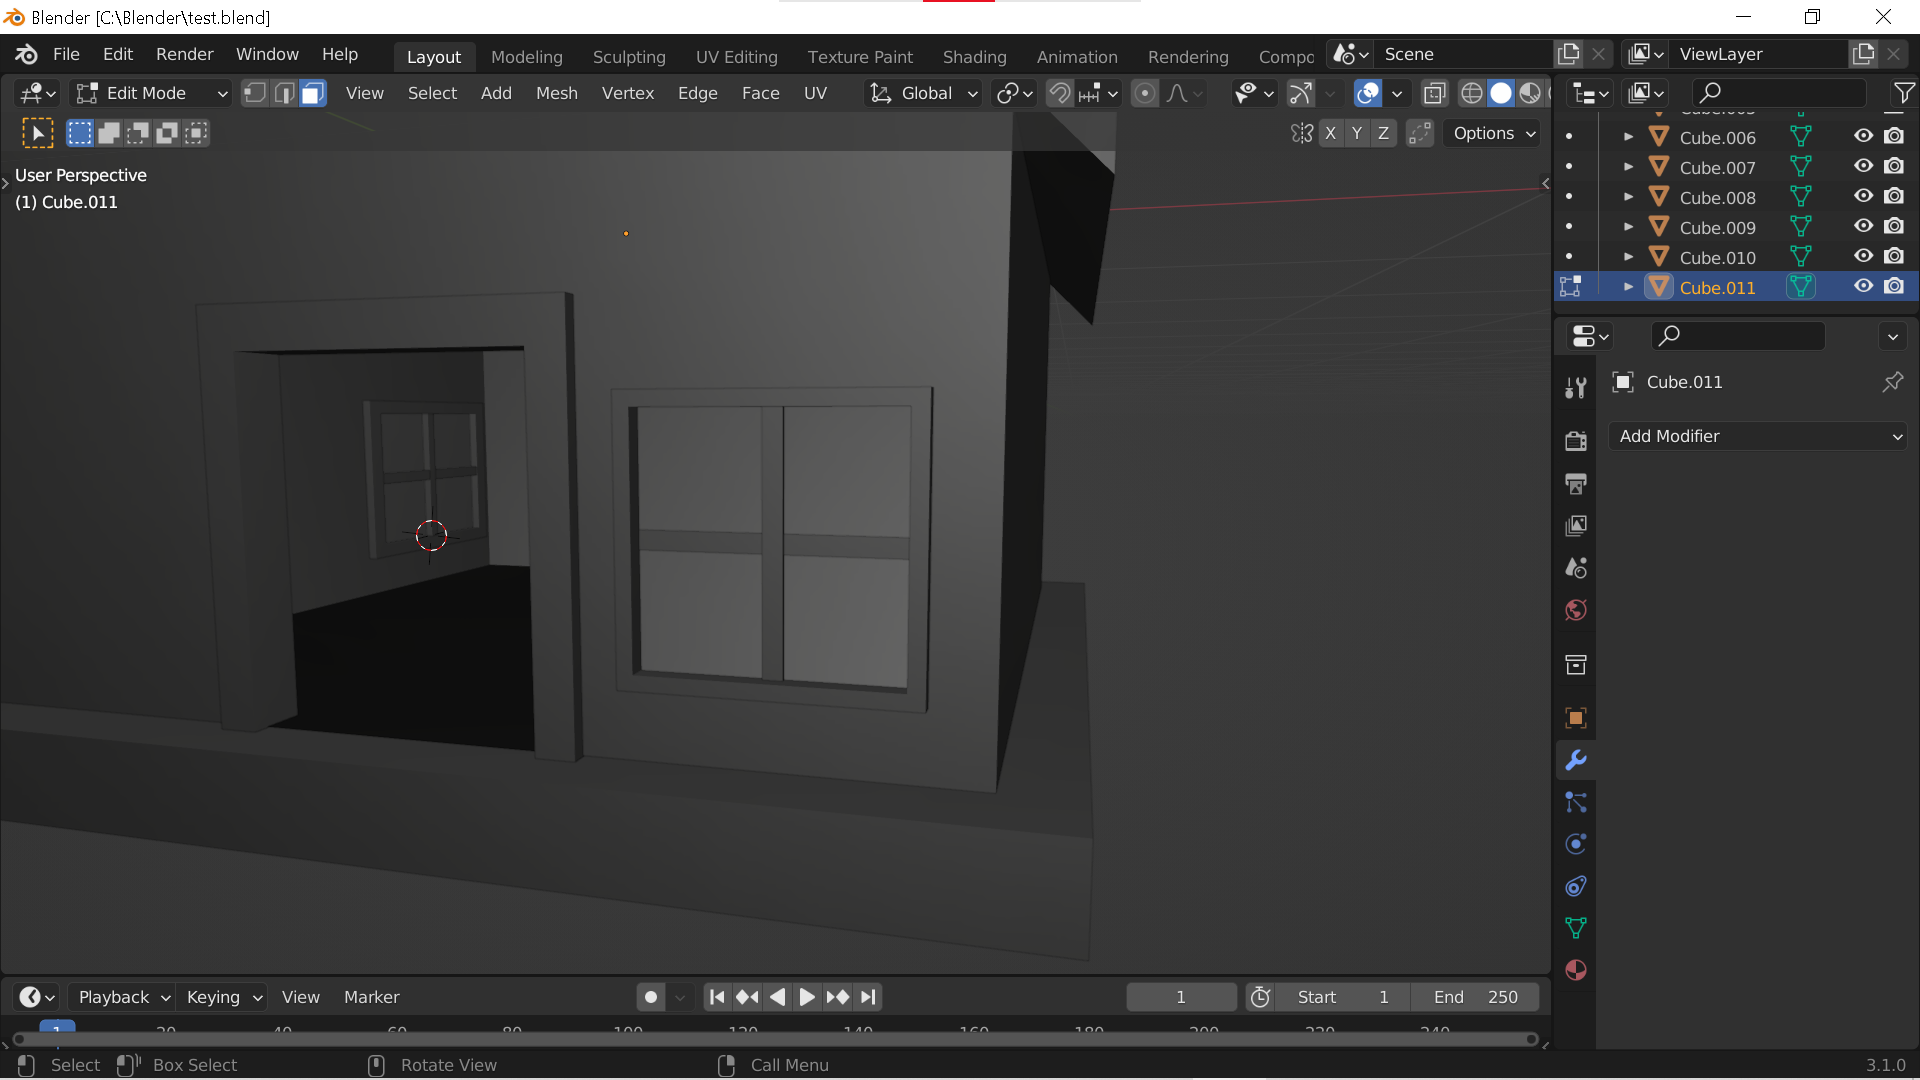 Blender [C:\Blender\test.blend]
File Edit Render Window Help
Layout Modeling Sculpting UV Editing Texture Paint Shading Animation Rendering Compo
Scene
ViewLayer
Edit Mode
View Select Add Mesh Vertex Edge Face UV
Global
X Y Z
Options
User Perspective
(1) Cube.011
Cube.006
Cube.007
Cube.008
Cube.009
Cube.010
Cube.011
Cube.011
Add Modifier
Playback Keying View Marker
1
Start 1
End 250
1 20 40 60 80 100 120 140 160 180 200 220 240
Select Box Select Rotate View Call Menu
3.1.0